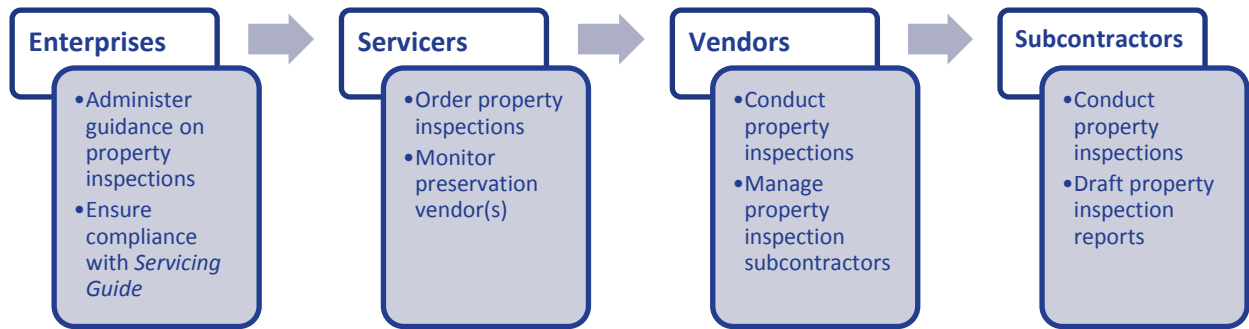 Enterprises
•Administer
guidance on
property
inspections
•Ensure
compliance
with Servicing
Guide
Servicers
•Order property
inspections
•Monitor
preservation
vendor(s)
Vendors
•Conduct
property
inspections
•Manage
property
inspection
subcontractors
Subcontractors
•Conduct
property
inspections
•Draft property
inspection
reports